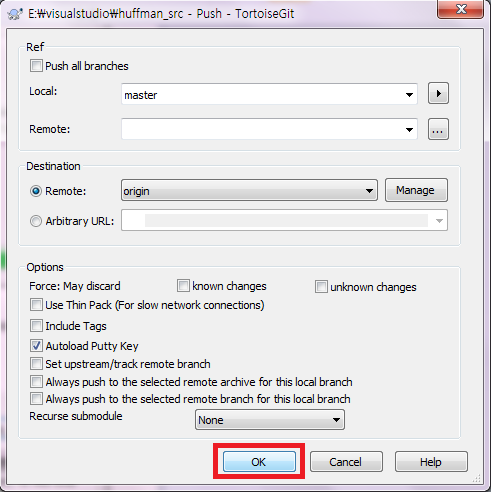 E:₩visualstudio₩huffman_src - Push - TortoiseGit
Ref
Push all branches
Local:
master
Remote:
...
Destination
Remote:
origin
Manage
Arbitrary URL:
Options
Force: May discard
known changes
unknown changes
Use Thin Pack (For slow network connections)
Include Tags
Autoload Putty Key
Set upstream/track remote branch
Always push to the selected remote archive for this local branch
Always push to the selected remote branch for this local branch
Recurse submodule
None
OK
Cancel
Help